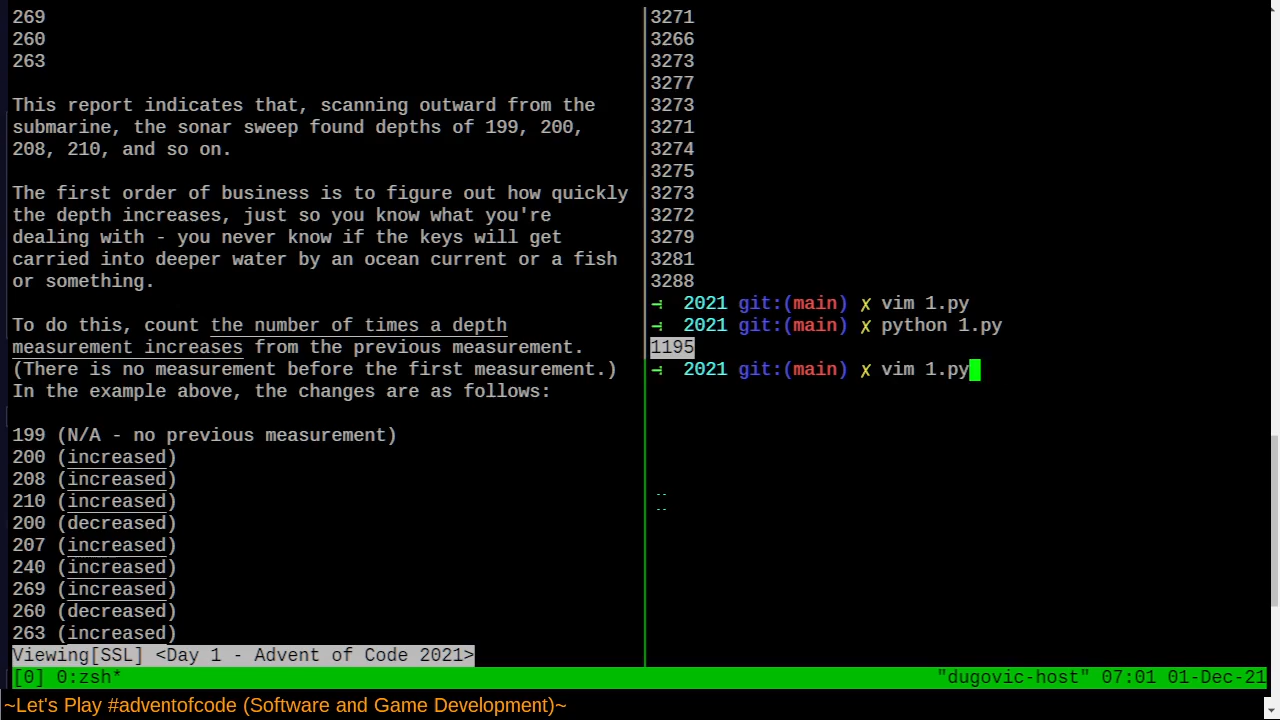 269
260
263
This report indicates that, scanning outward from the
submarine, the sonar sweep found depths of 199, 200,
208, 210, and so on.
The first order of business is to figure out how quickly
the depth increases, just so you know what you're
dealing with - you never know if the keys will get
carried into deeper water by an ocean current or a fish
or something.
To do this, count the number of times a depth
measurement increases from the previous measurement.
(There is no measurement before the first measurement.)
In the example above, the changes are as follows:
199 (N/A - no previous measurement)
200 (increased)
208 (increased)
210 (increased)
200 (decreased)
207 (increased)
240 (increased)
269 (increased)
260 (decreased)
263 (increased)
Viewing[SSL] <Day 1 - Advent of Code 2021>
3271
3266
3273
3277
3273
3271
3274
3275
3273
3272
3279
3281
3288
→ 2021 git:(main) ✗ vim 1.py
→ 2021 git:(main) ✗ python 1.py
1195
→ 2021 git:(main) ✗ vim 1.py
--
--
[0] 0:zsh* "dugovic-host" 07:01 01-Dec-21
~Let's Play #adventofcode (Software and Game Development)~